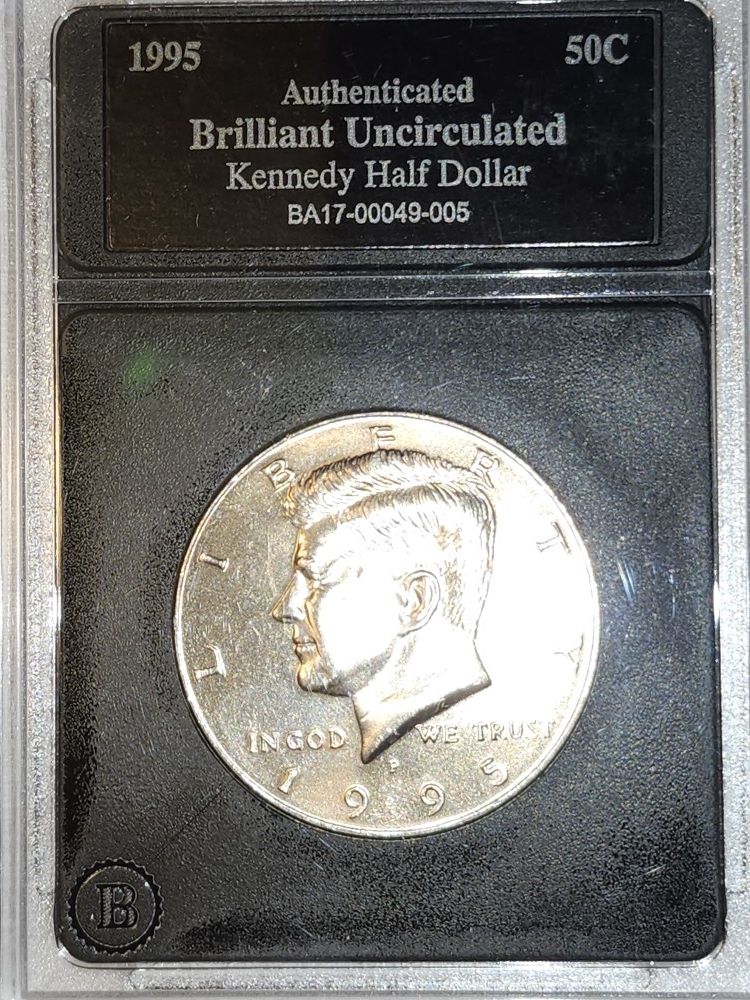 1995 50C
Authenticated
Brilliant Uncirculated
Kennedy Half Dollar
BA17-00049-005
LIBERTY
IN GOD WE TRUST
P
1995
B